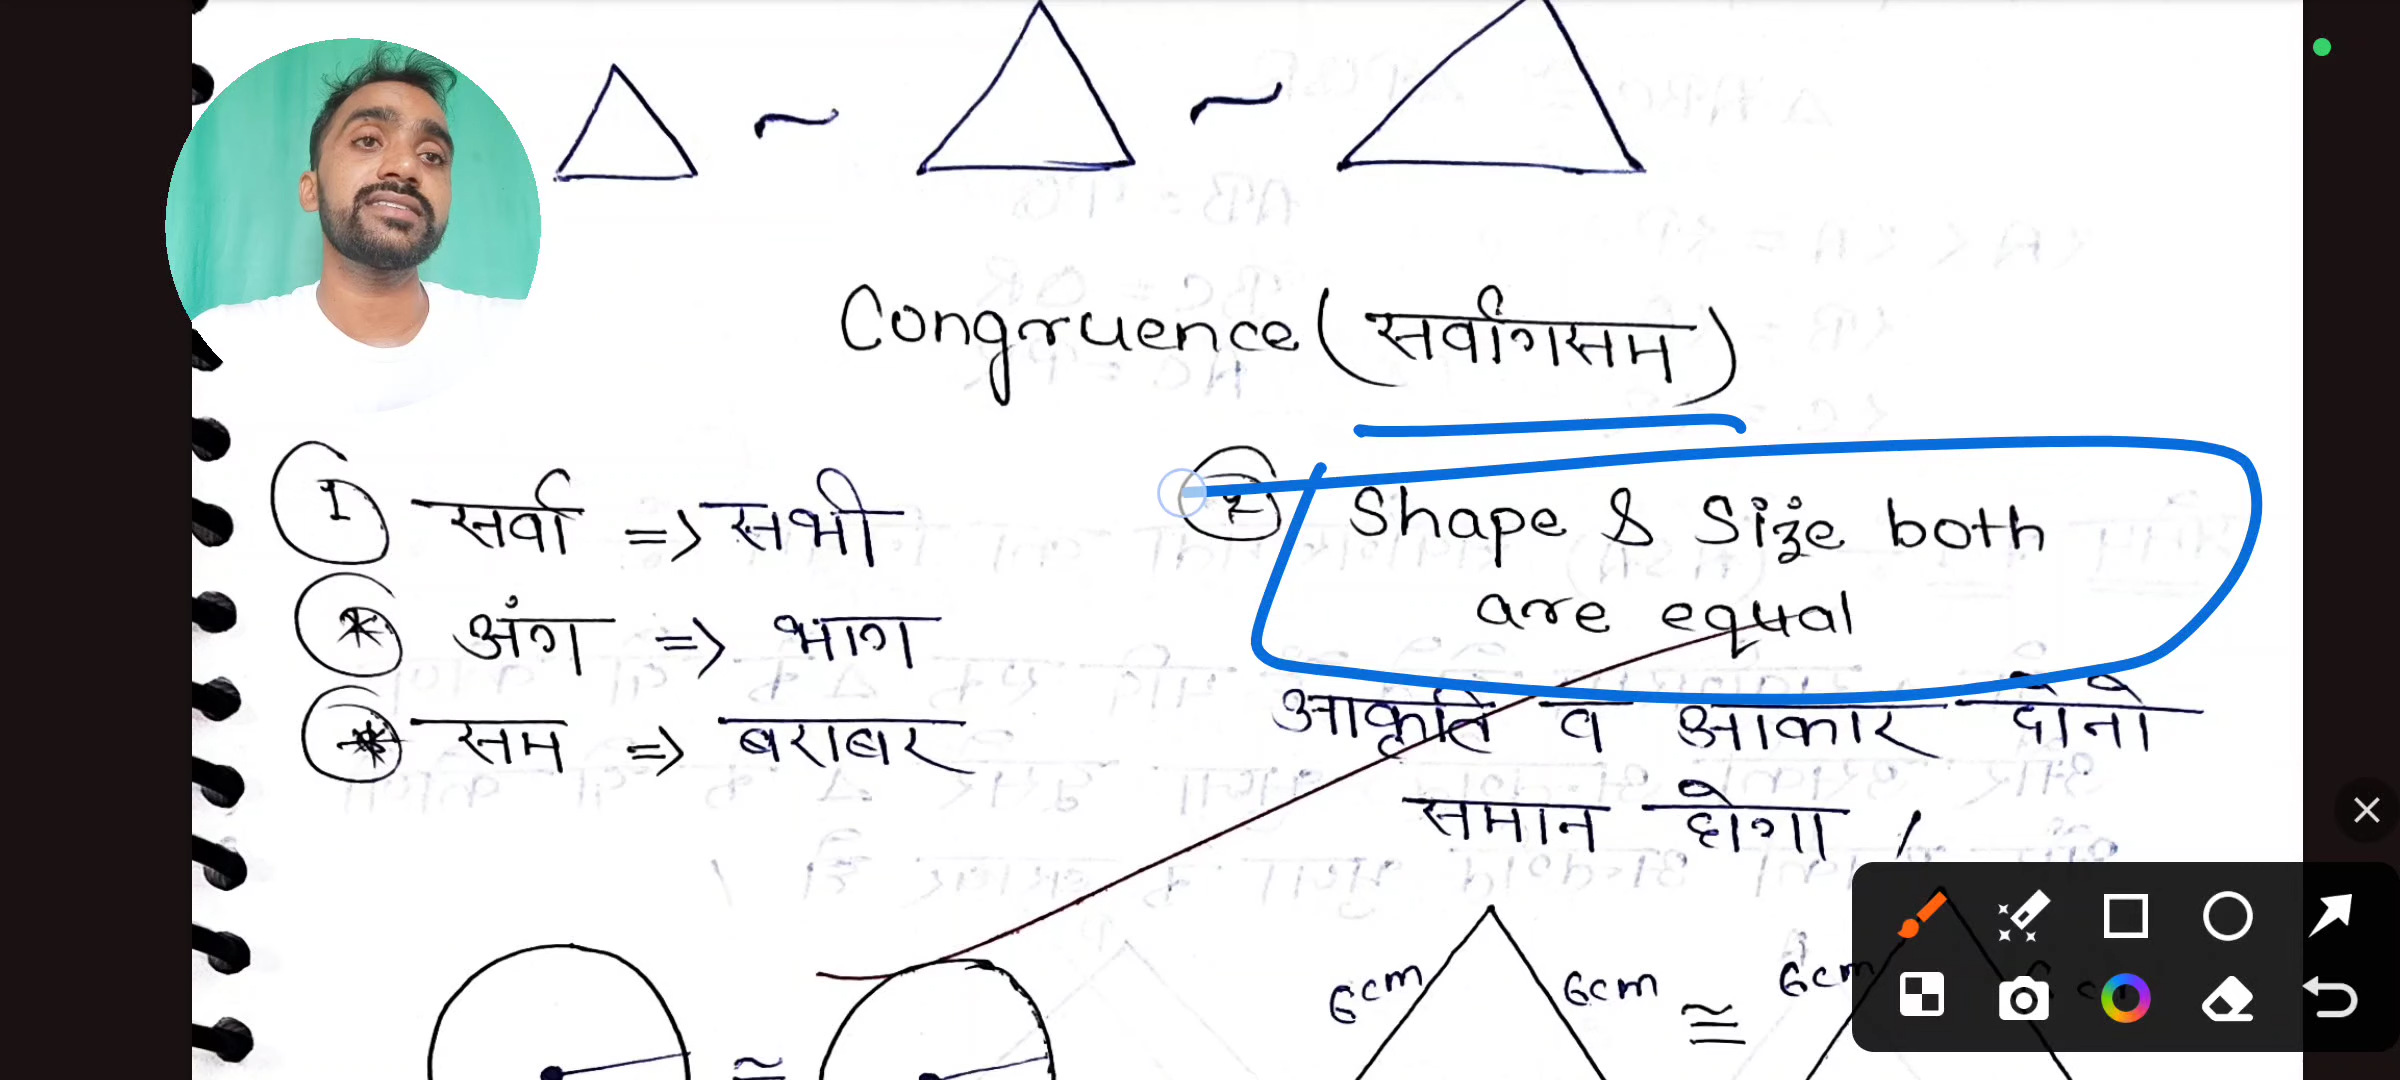 ~ ~
Congruence (सर्वांगसम)
1 सर्वा => सभी
* अंग => भाग
* सम => बराबर
2 Shape & Size both
are equal
आकृति व आकार दोनो
समान होगा /
6cm 6cm ≅ 6cm
≅